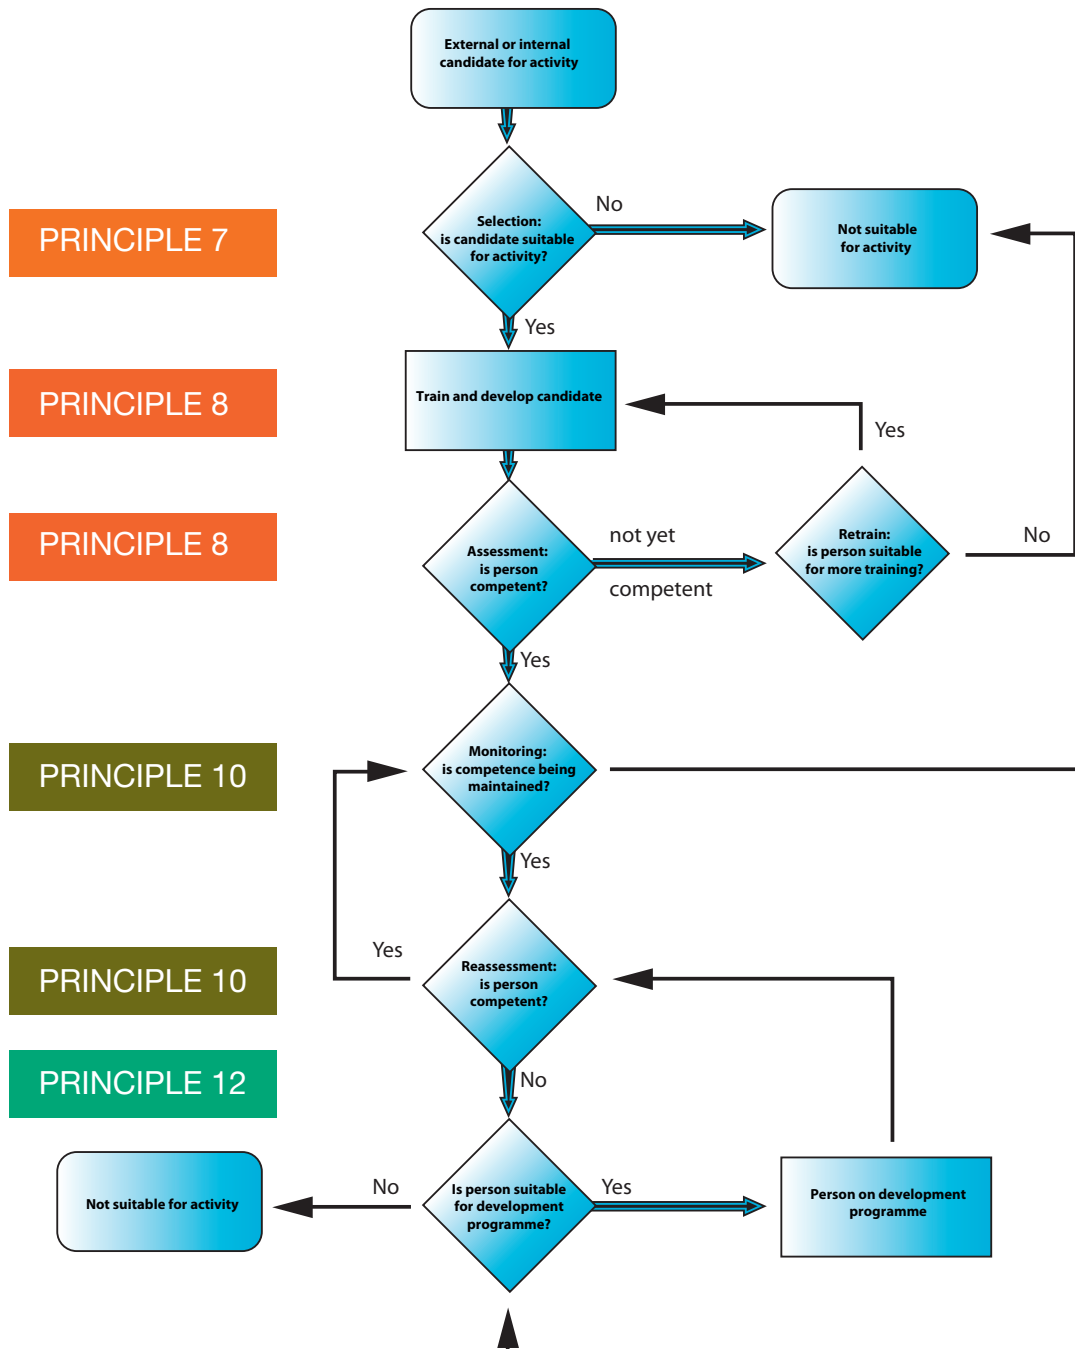 External or internal
candidate for activity
PRINCIPLE 7
Selection:
is candidate suitable
for activity?
No
Not suitable
for activity
Yes
PRINCIPLE 8
Train and develop candidate
Yes
PRINCIPLE 8
Assessment:
is person
competent?
not yet
competent
Retrain:
is person suitable
for more training?
No
Yes
PRINCIPLE 10
Monitoring:
is competence being
maintained?
Yes
PRINCIPLE 10
Yes
Reassessment:
is person
competent?
No
PRINCIPLE 12
Not suitable for activity
No
Is person suitable
for development
programme?
Yes
Person on development
programme